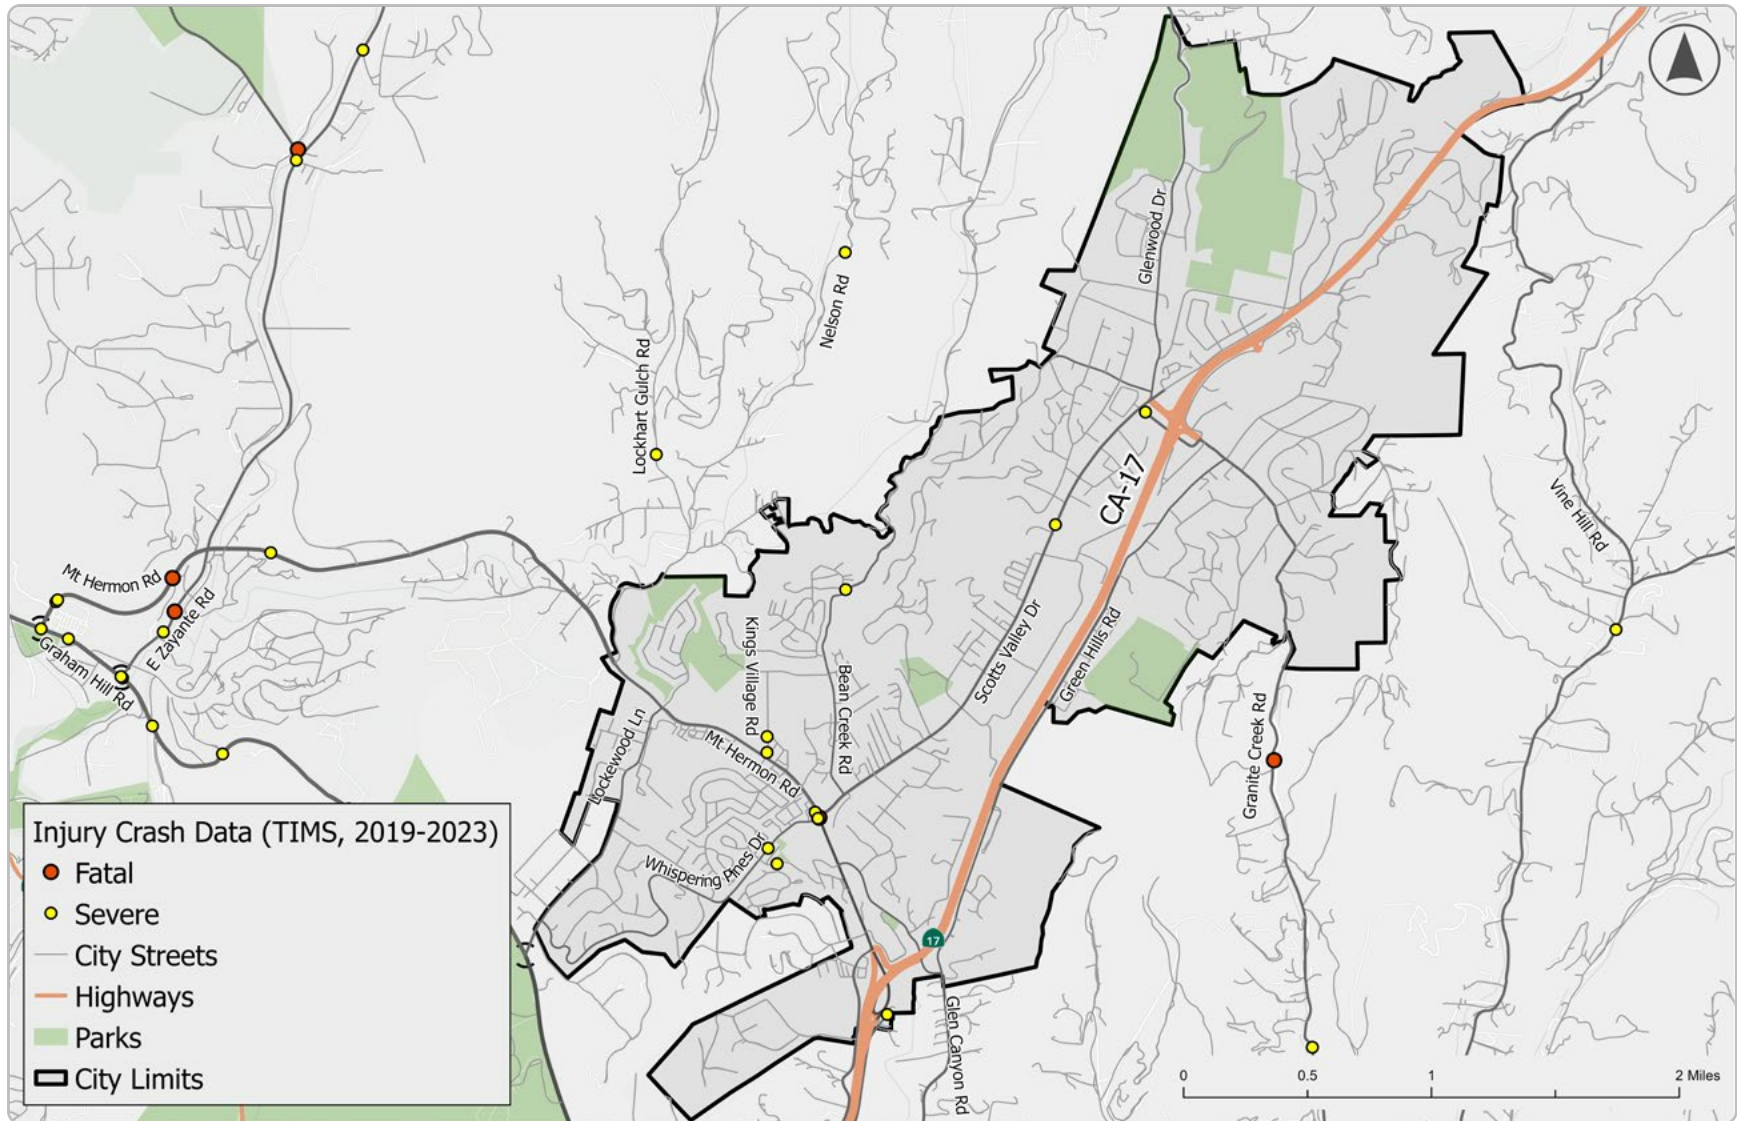 Glenwood Dr
Nelson Rd
Lockhart Gulch Rd
CA-17
Vine Hill Rd
Mt Hermon Rd
E Zayante Rd
Graham Hill Rd
Kings Village Rd
Bean Creek Rd
Scotts Valley Dr
Green Hills Rd
Lockewood Ln
Mt Hermon Rd
Granite Creek Rd
Whispering Pines Dr
17
Glen Canyon Rd
Injury Crash Data (TIMS, 2019-2023)
Fatal
Severe
City Streets
Highways
Parks
City Limits
0 0.5 1 2 Miles